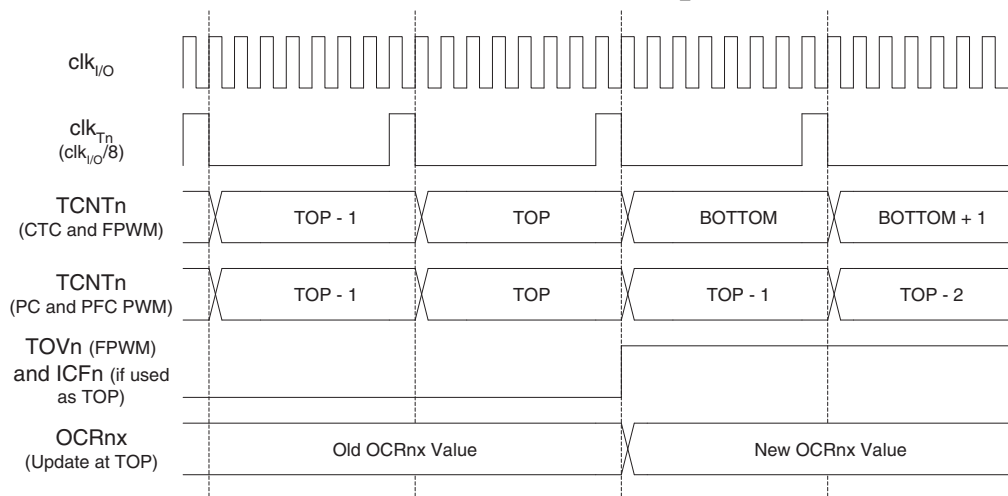 clkI/O
clkTn
(clkI/O/8)
TCNTn
(CTC and FPWM)
TOP - 1
TOP
BOTTOM
BOTTOM + 1
TCNTn
(PC and PFC PWM)
TOP - 1
TOP
TOP - 1
TOP - 2
TOVn (FPWM)
and ICFn (if used
as TOP)
OCRnx
(Update at TOP)
Old OCRnx Value
New OCRnx Value